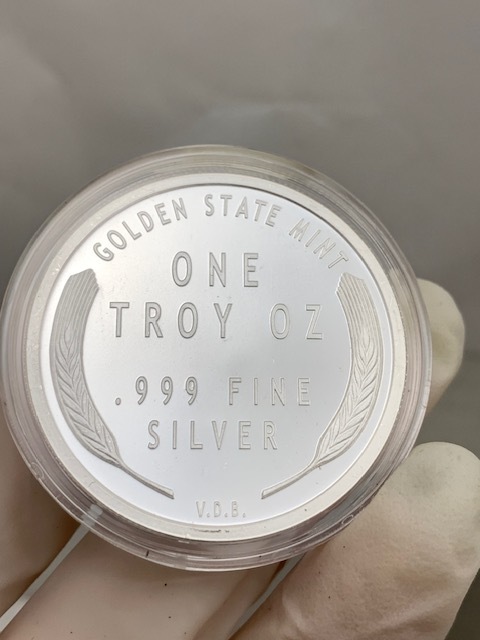 GOLDEN STATE MINT
ONE
TROY OZ
.999 FINE
SILVER
V.D.B.